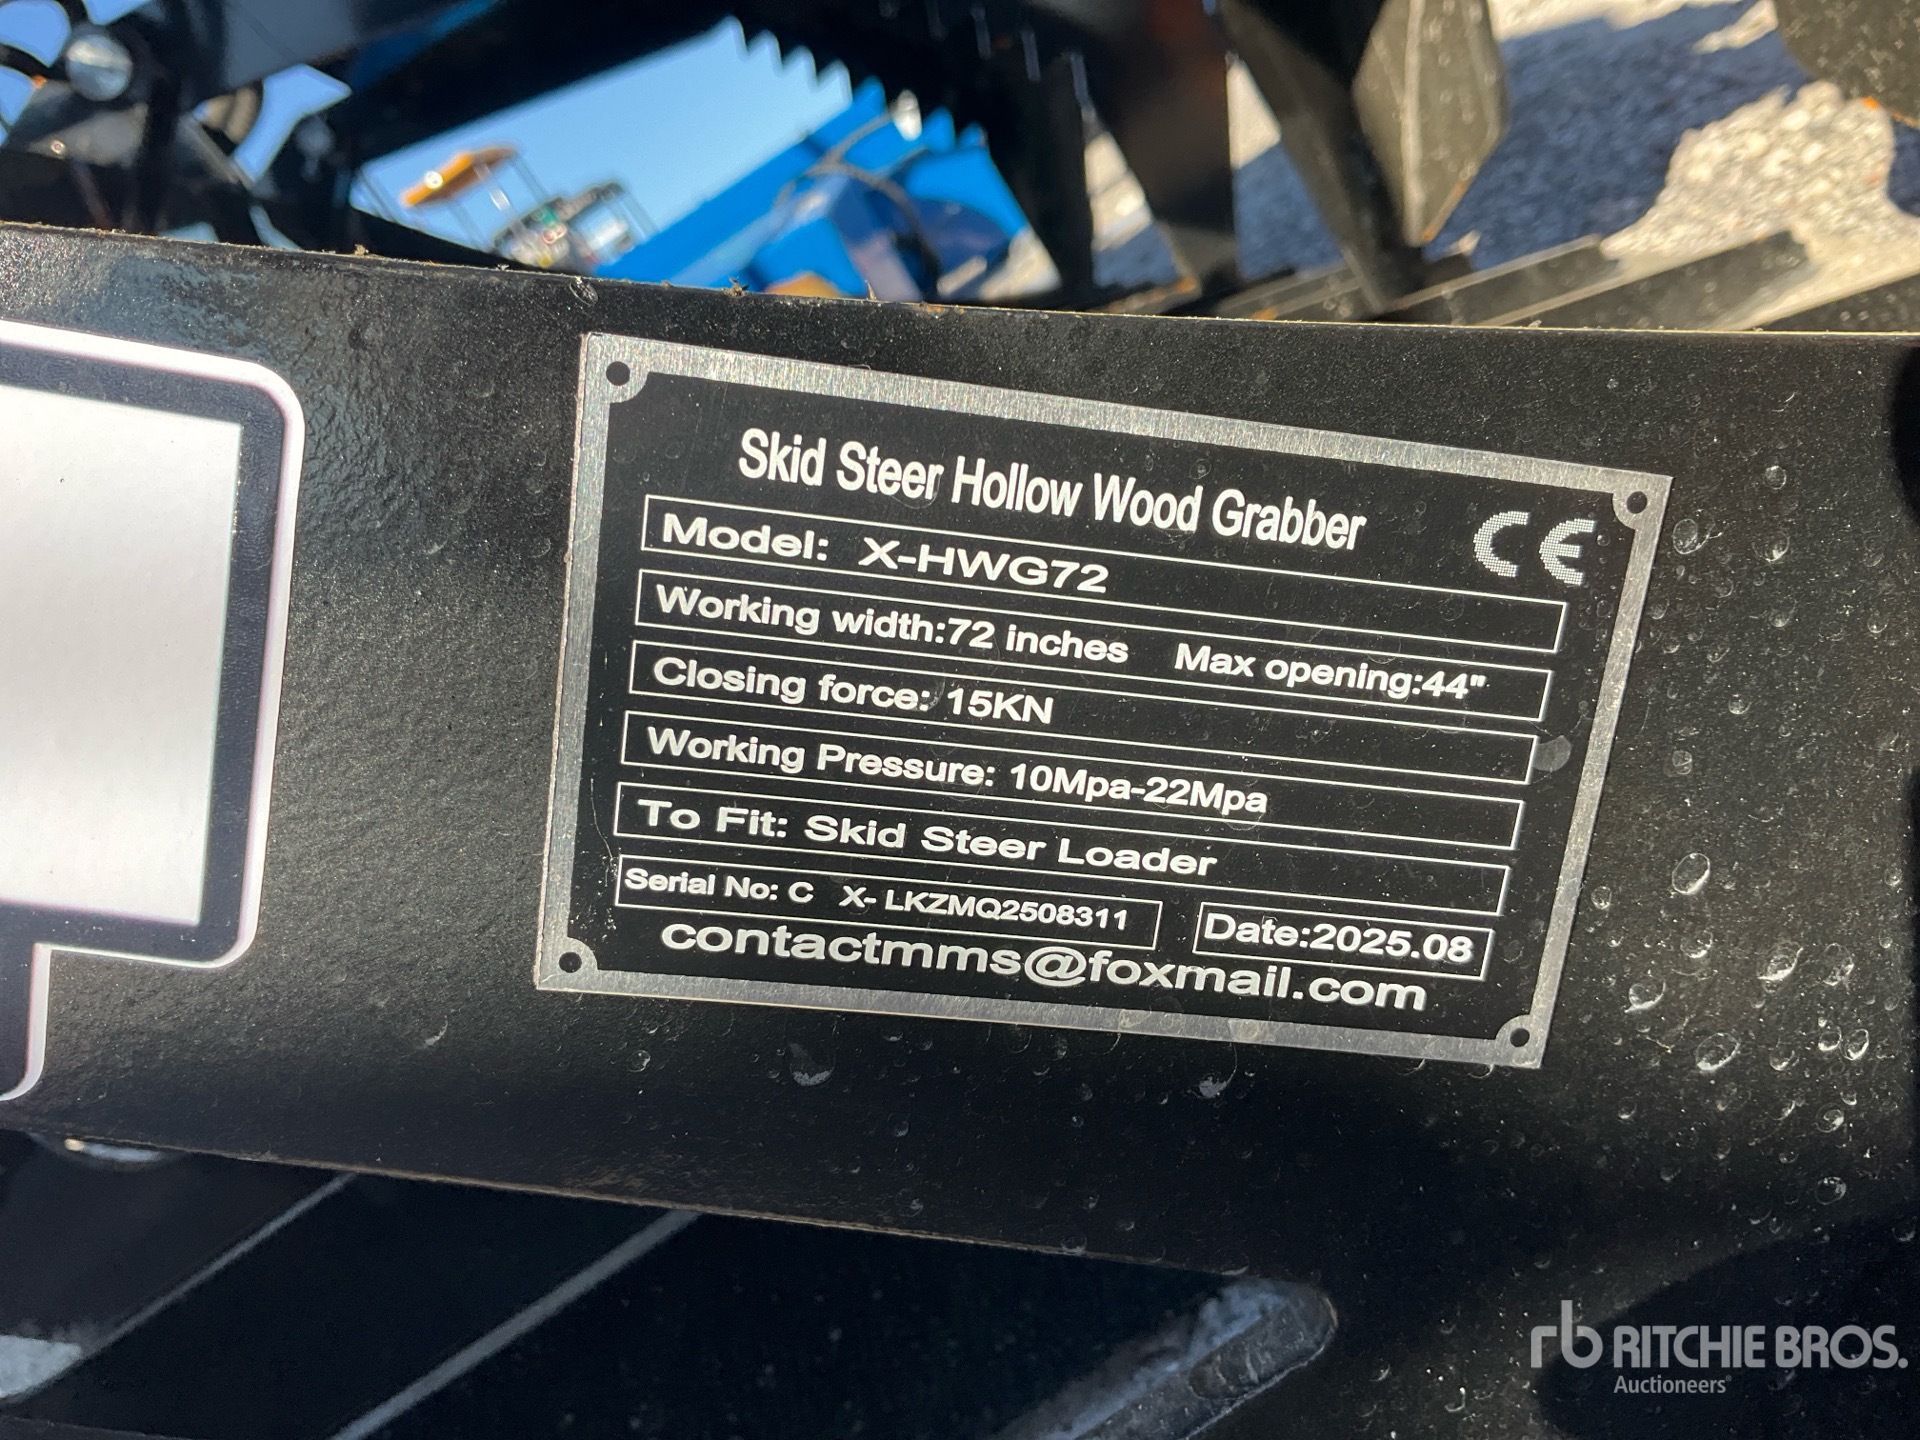 Skid Steer Hollow Wood Grabber
CE
Model: X-HWG72
Working width:72 inches Max opening:44"
Closing force: 15KN
Working Pressure: 10Mpa-22Mpa
To Fit: Skid Steer Loader
Serial No: C X- LKZMQ2508311 Date:2025.08
contactmms@foxmail.com
rb RITCHIE BROS.
Auctioneers